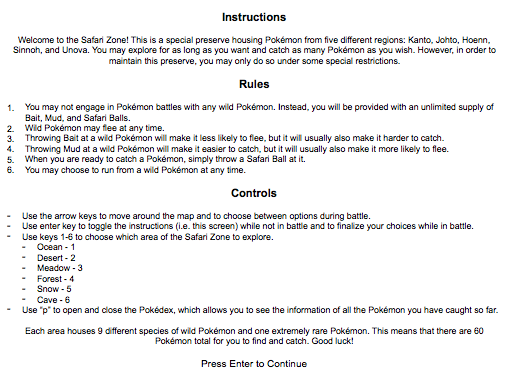 Instructions
Welcome to the Safari Zone! This is a special preserve housing Pokémon from five different regions: Kanto, Johto, Hoenn,
Sinnoh, and Unova. You may explore for as long as you want and catch as many Pokémon as you wish. However, in order to
maintain this preserve, you may only do so under some special restrictions.
Rules
1. You may not engage in Pokémon battles with any wild Pokémon. Instead, you will be provided with an unlimited supply of
Bait, Mud, and Safari Balls.
2. Wild Pokémon may flee at any time.
3. Throwing Bait at a wild Pokémon will make it less likely to flee, but it will usually also make it harder to catch.
4. Throwing Mud at a wild Pokémon will make it easier to catch, but it will usually also make it more likely to flee.
5. When you are ready to catch a Pokémon, simply throw a Safari Ball at it.
6. You may choose to run from a wild Pokémon at any time.
Controls
- Use the arrow keys to move around the map and to choose between options during battle.
- Use enter key to toggle the instructions (i.e. this screen) while not in battle and to finalize your choices while in battle.
- Use keys 1-6 to choose which area of the Safari Zone to explore.
- Ocean - 1
- Desert - 2
- Meadow - 3
- Forest - 4
- Snow - 5
- Cave - 6
- Use "p" to open and close the Pokédex, which allows you to see the information of all the Pokémon you have caught so far.
Each area houses 9 different species of wild Pokémon and one extremely rare Pokémon. This means that there are 60
Pokémon total for you to find and catch. Good luck!
Press Enter to Continue